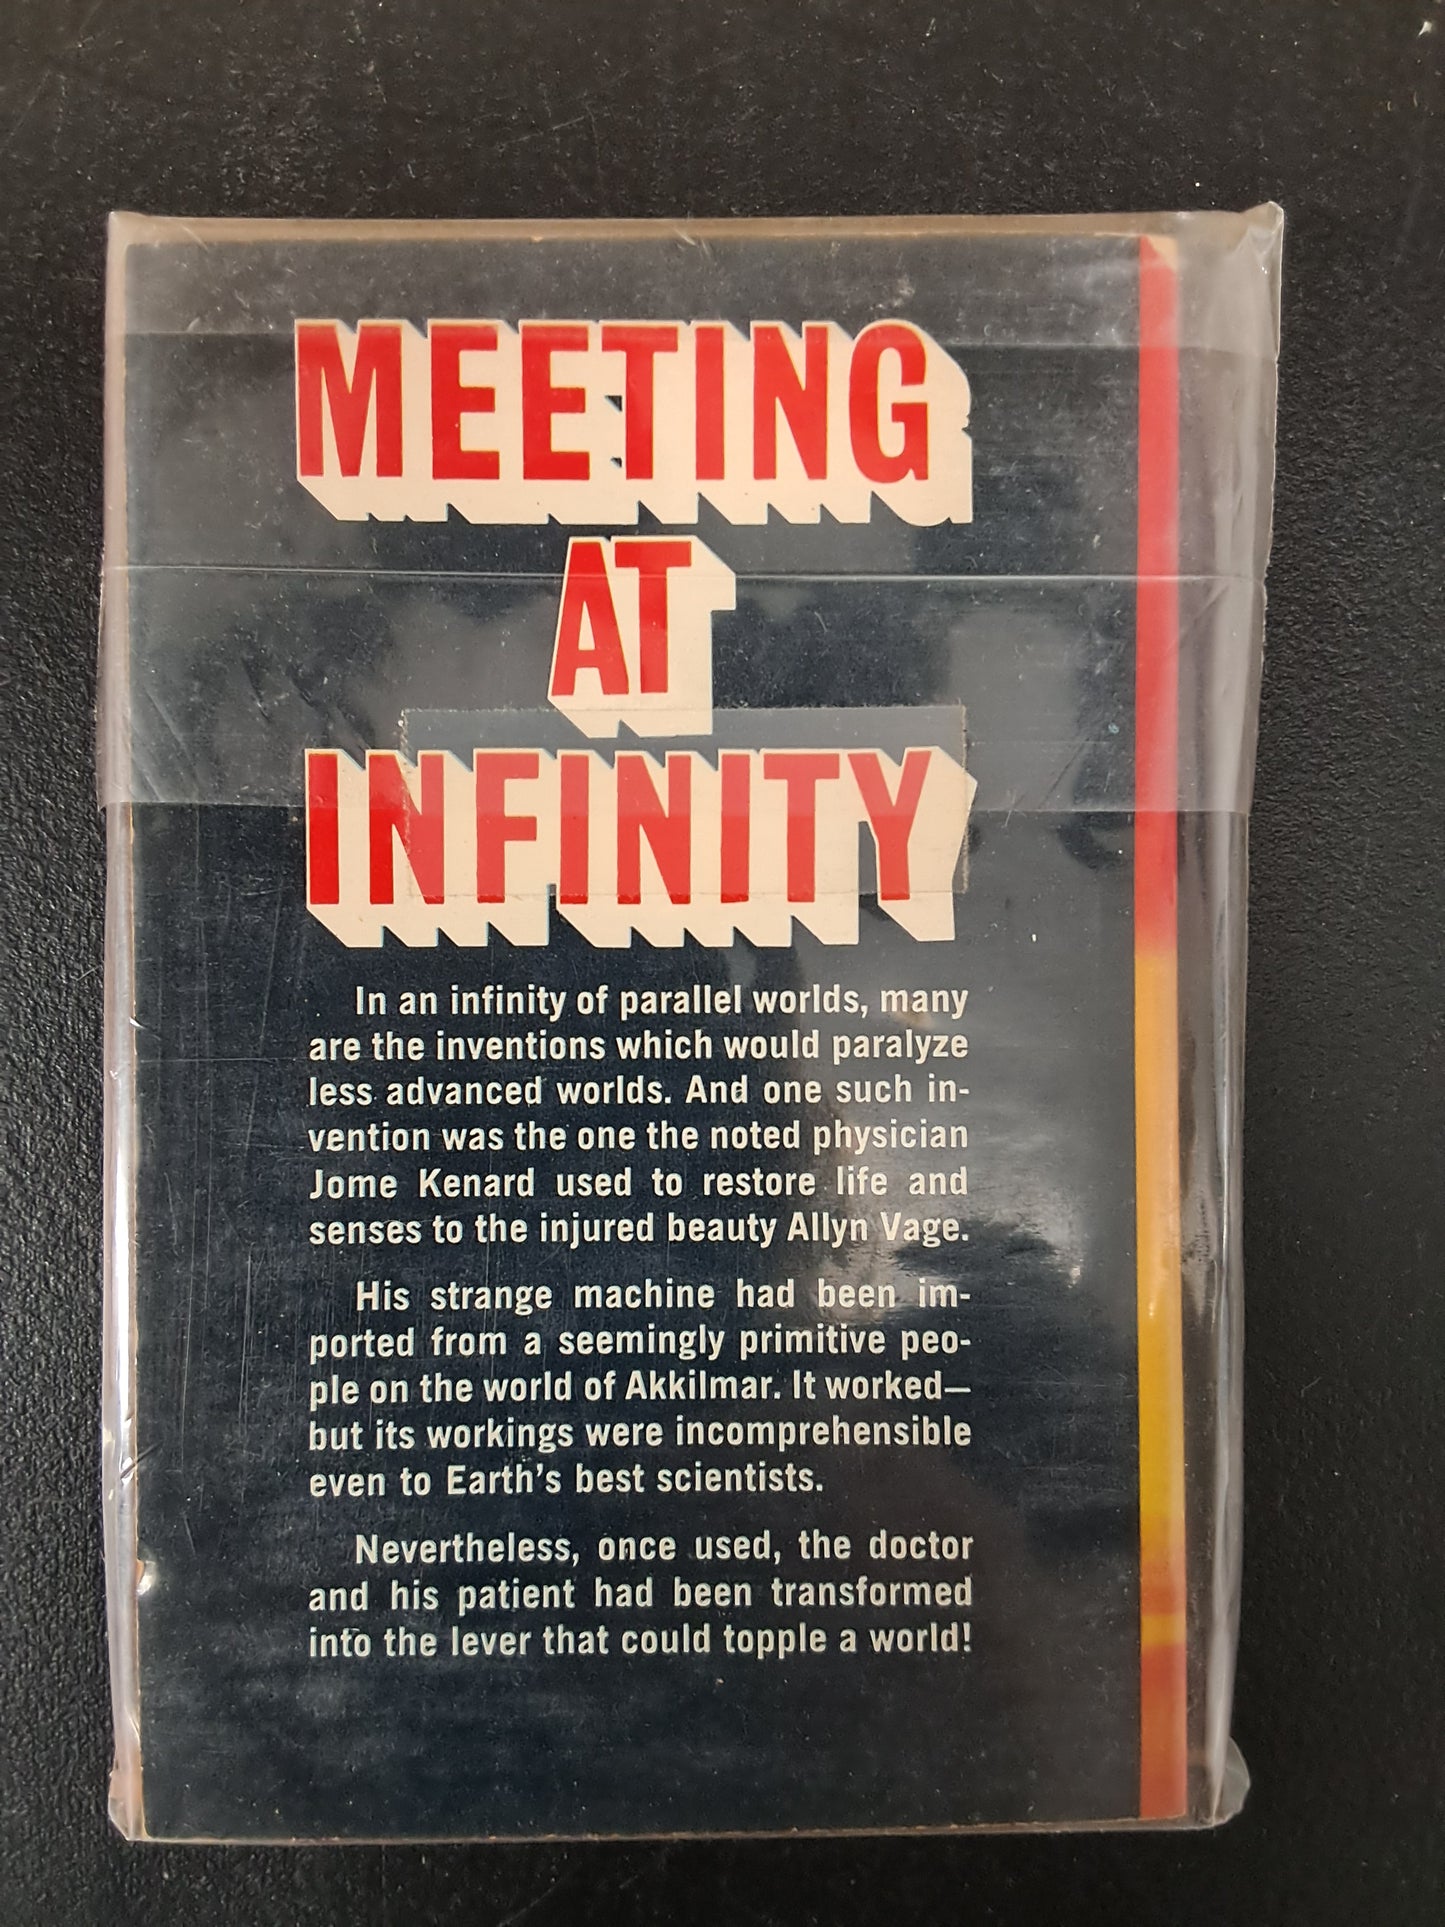 MEETING
AT
INFINITY
In an infinity of parallel worlds, many
are the inventions which would paralyze
less advanced worlds. And one such in-
vention was the one the noted physician
Jome Kenard used to restore life and
senses to the injured beauty Allyn Vage.
His strange machine had been im-
ported from a seemingly primitive peo-
ple on the world of Akkilmar. It worked—
but its workings were incomprehensible
even to Earth's best scientists.
Nevertheless, once used, the doctor
and his patient had been transformed
into the lever that could topple a world!